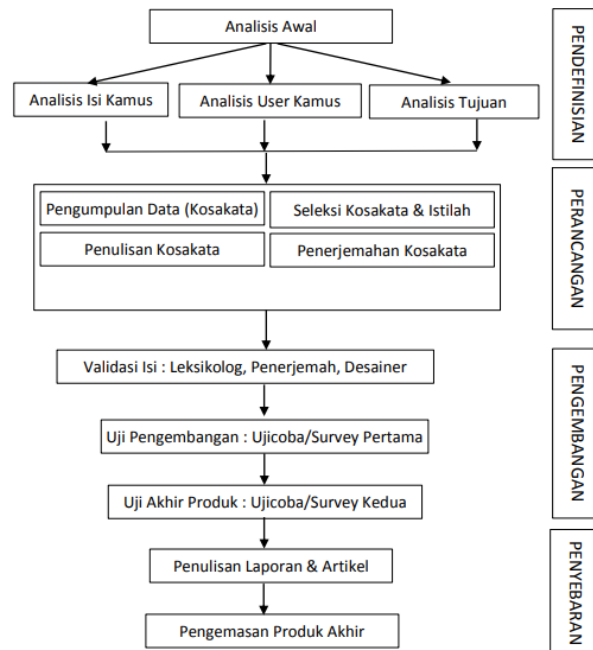 Analisis Awal
Analisis Isi Kamus
Analisis User Kamus
Analisis Tujuan
PENDEFINISIAN
Pengumpulan Data (Kosakata)
Seleksi Kosakata & Istilah
Penulisan Kosakata
Penerjemahan Kosakata
PERANCANGAN
Validasi Isi : Leksikolog, Penerjemah, Desainer
Uji Pengembangan : Ujicoba/Survey Pertama
Uji Akhir Produk : Ujicoba/Survey Kedua
PENGEMBANGAN
Penulisan Laporan & Artikel
Pengemasan Produk Akhir
PENYEBARAN